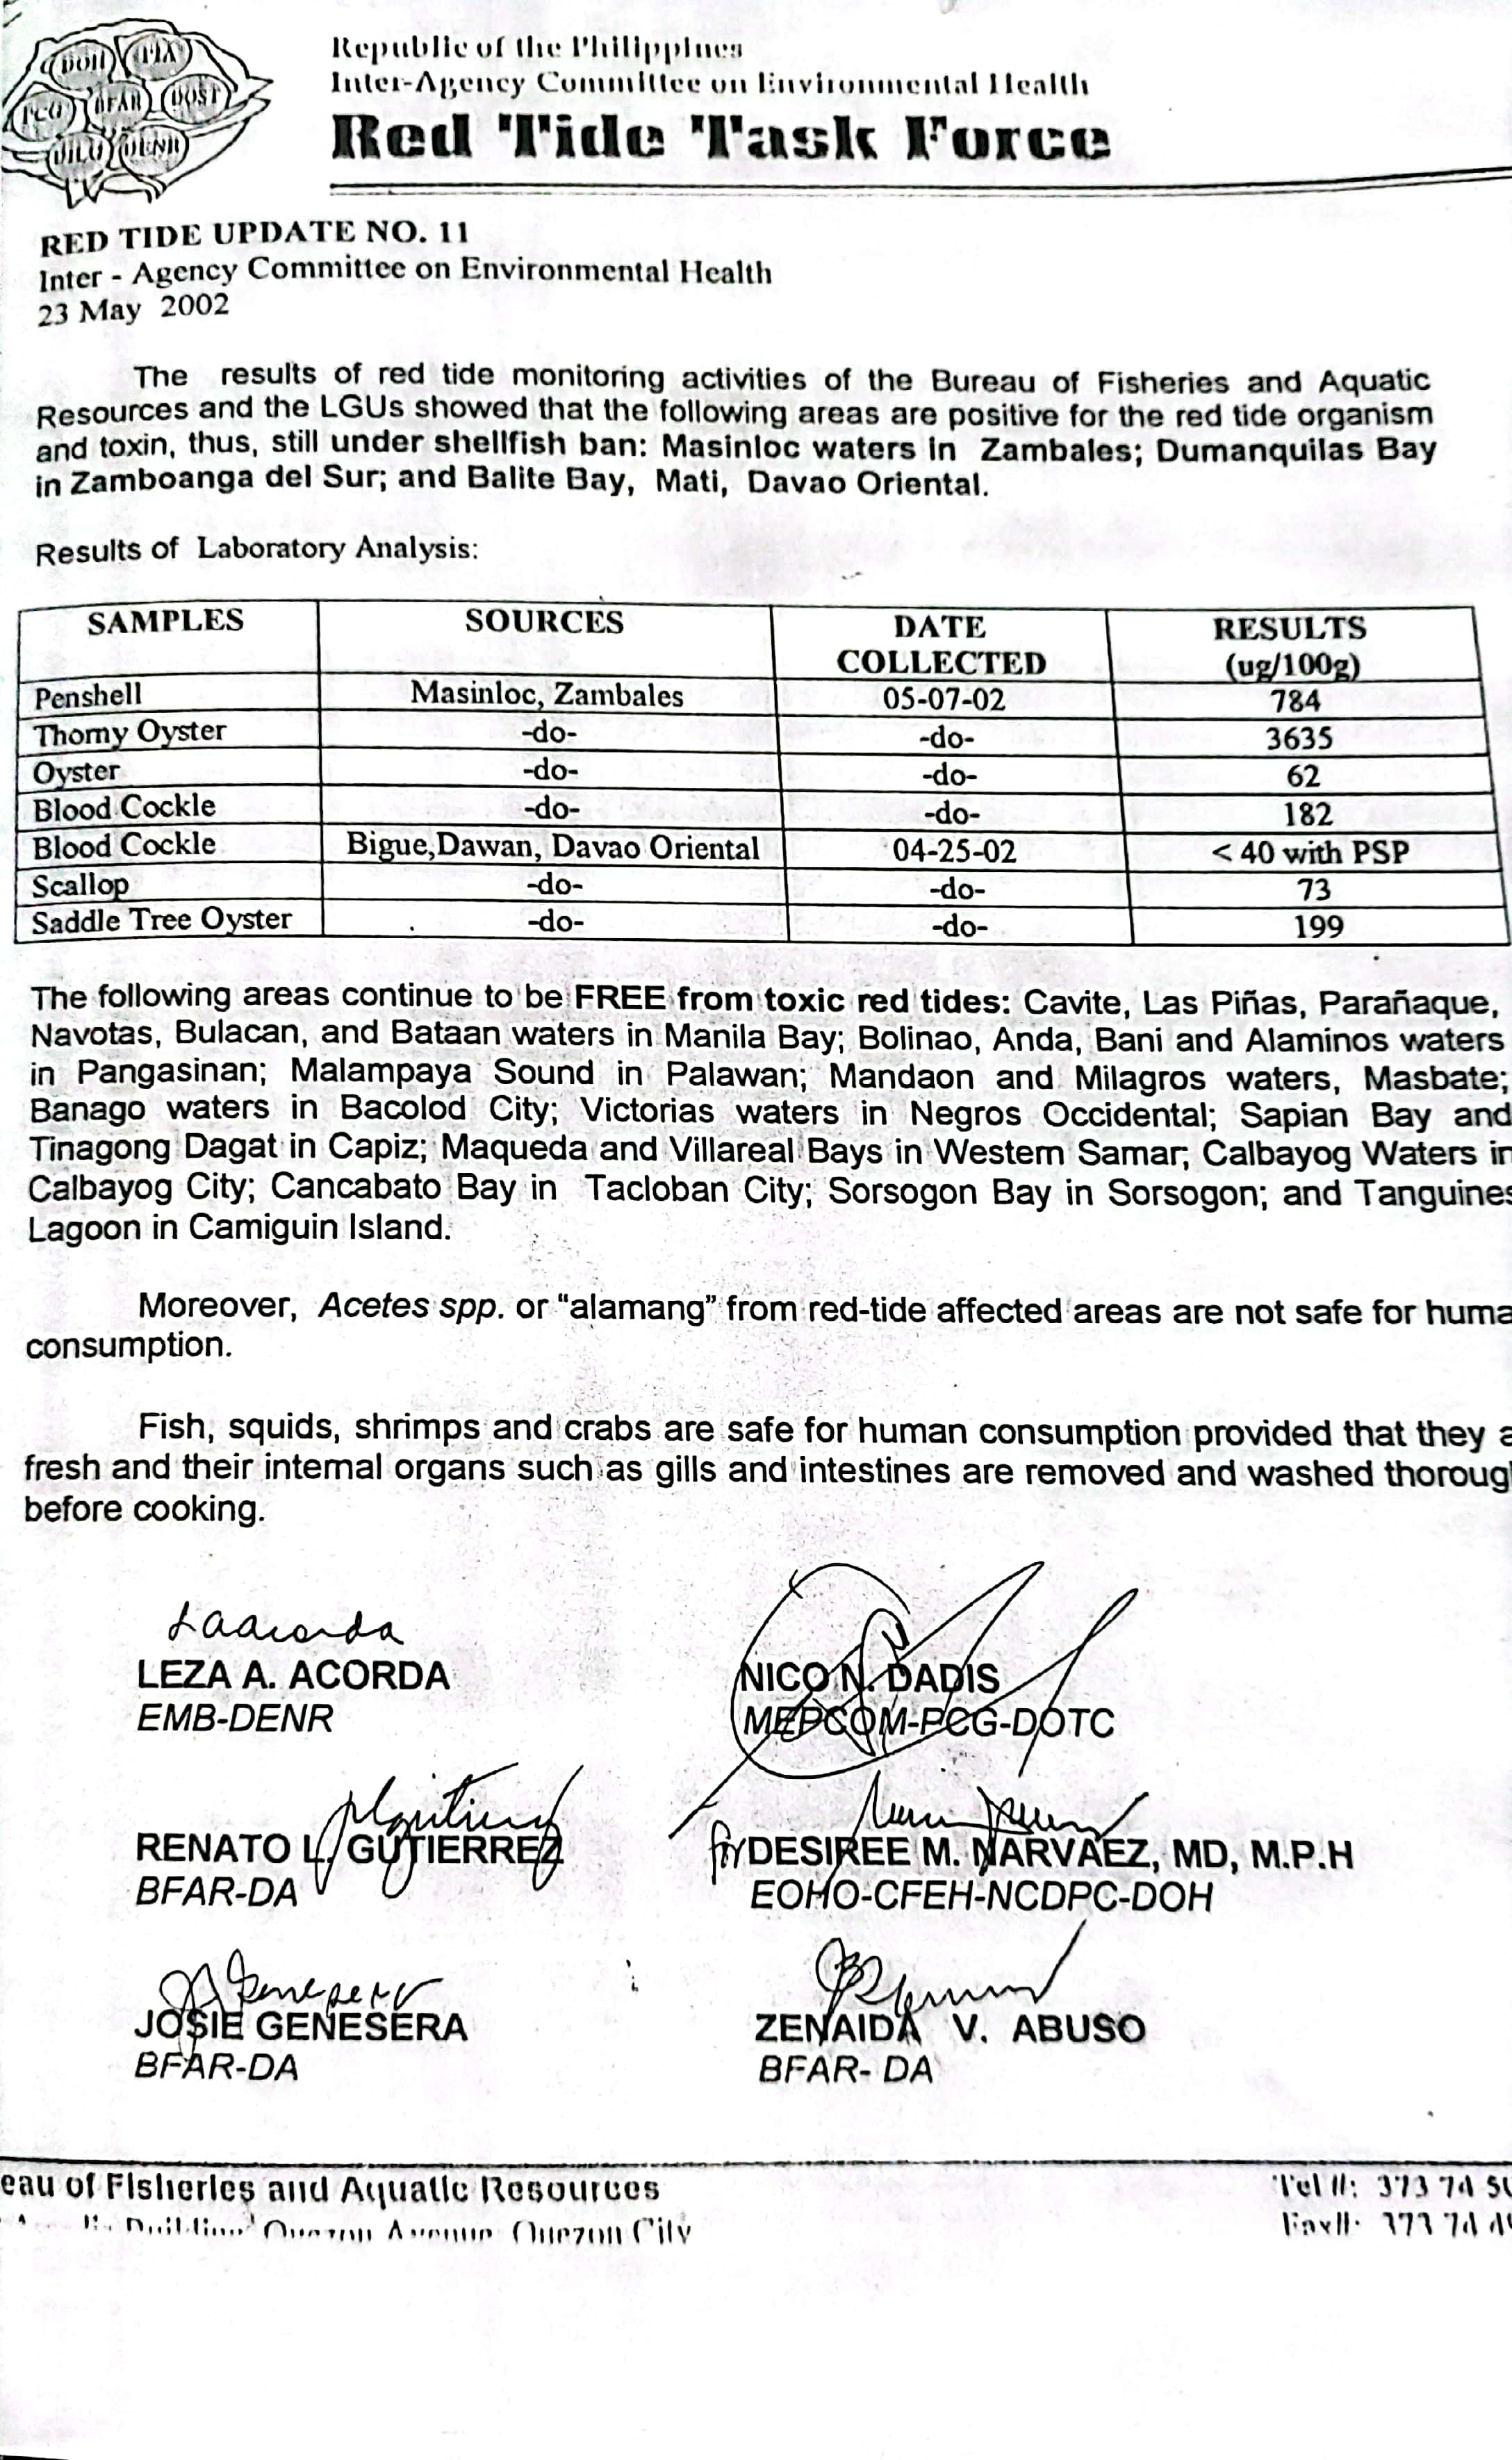 DOH PIA
PCG BFAR DOST
DILG DENR
Republic of the Philippines
Inter-Agency Committee on Environmental Health
Red Tide Task Force
RED TIDE UPDATE NO. 11
Inter - Agency Committee on Environmental Health
23 May 2002
The results of red tide monitoring activities of the Bureau of Fisheries and Aquatic
Resources and the LGUs showed that the following areas are positive for the red tide organism
and toxin, thus, still under shellfish ban: Masinloc waters in Zambales; Dumanquilas Bay
in Zamboanga del Sur; and Balite Bay, Mati, Davao Oriental.
Results of Laboratory Analysis:
SAMPLES SOURCES DATE COLLECTED RESULTS (ug/100g)
Penshell Masinloc, Zambales 05-07-02 784
Thorny Oyster -do- -do- 3635
Oyster -do- -do- 62
Blood Cockle -do- -do- 182
Blood Cockle Bigue,Dawan, Davao Oriental 04-25-02 < 40 with PSP
Scallop -do- -do- 73
Saddle Tree Oyster -do- -do- 199
The following areas continue to be FREE from toxic red tides: Cavite, Las Piñas, Parañaque,
Navotas, Bulacan, and Bataan waters in Manila Bay; Bolinao, Anda, Bani and Alaminos waters
in Pangasinan; Malampaya Sound in Palawan; Mandaon and Milagros waters, Masbate;
Banago waters in Bacolod City; Victorias waters in Negros Occidental; Sapian Bay and
Tinagong Dagat in Capiz; Maqueda and Villareal Bays in Western Samar; Calbayog Waters in
Calbayog City; Cancabato Bay in Tacloban City; Sorsogon Bay in Sorsogon; and Tanguines
Lagoon in Camiguin Island.
Moreover, Acetes spp. or “alamang” from red-tide affected areas are not safe for huma
consumption.
Fish, squids, shrimps and crabs are safe for human consumption provided that they a
fresh and their internal organs such as gills and intestines are removed and washed thoroug
before cooking.
LEZA A. ACORDA NICO N. DADIS
EMB-DENR MEPCOM-PCG-DOTC
RENATO L. GUTIERREZ for DESIREE M. NARVAEZ, MD, M.P.H
BFAR-DA EOHO-CFEH-NCDPC-DOH
JOSIE GENESERA ZENAIDA V. ABUSO
BFAR-DA BFAR- DA
eau of Fisheries and Aquatic Resources Tel #: 373 74 5
Building Quezon Avenue Quezon City Fax#: 373 74 4